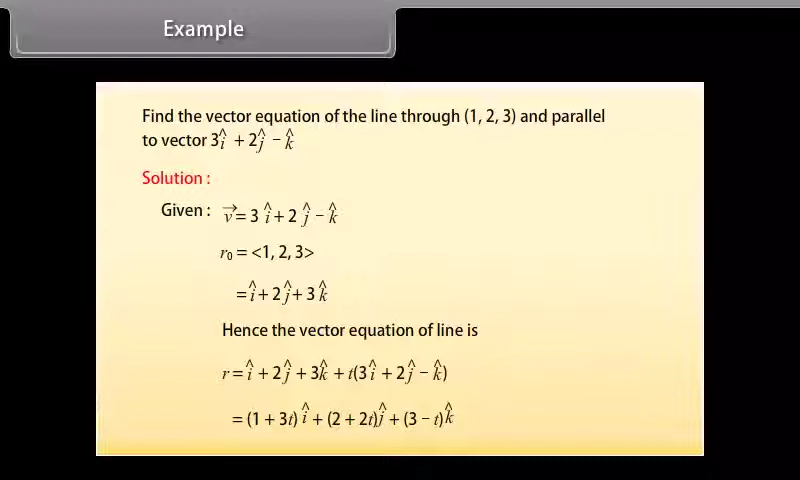 Example
Find the vector equation of the line through (1, 2, 3) and parallel
to vector 3î + 2ĵ − k̂
Solution :
Given : v⃗ = 3 î + 2 ĵ − k̂
r₀ = <1, 2, 3>
= î + 2 ĵ + 3 k̂
Hence the vector equation of line is
r = î + 2ĵ + 3k̂ + t(3î + 2ĵ − k̂)
= (1 + 3t) î + (2 + 2t)ĵ + (3 − t)k̂